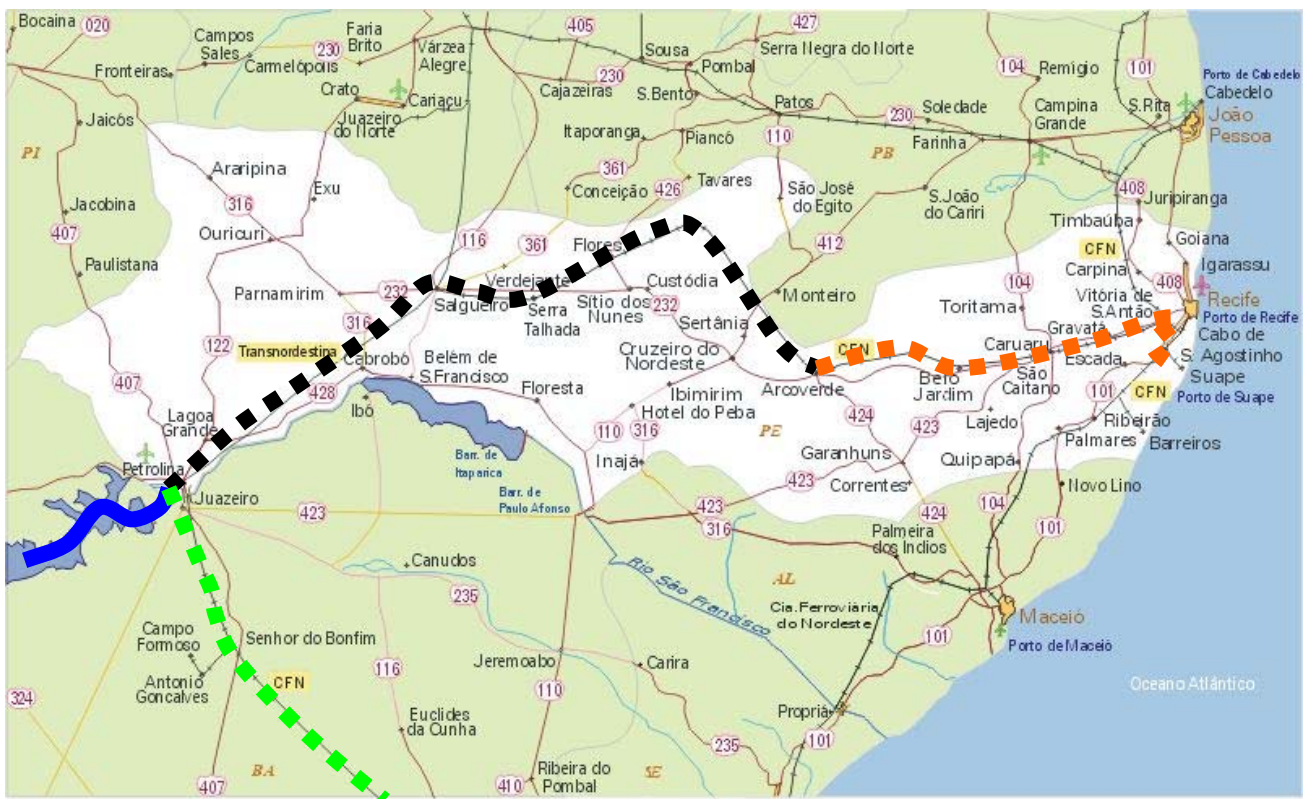 Bocaina
020
Campos
Sales
230
Faria
Brito
Várzea
Alegre
405
427
Sousa
Serra Negra do Norte
Fronteiras
Carmelópolis
Pombal
104
Remígio
101
Porto de Cabedelo
Cabedelo
Crato
Cariaçu
Cajazeiras
230
S.Bento
Patos
Soledade
Campina
Grande
S.Rita
João
Pessoa
Jaicós
Juazeiro
do Norte
Itaporanga
Piancó
110
230
Farinha
PI
PB
Araripina
361
Conceição
426
Tavares
São José
do Egito
S.João
do Cariri
408
Juripiranga
Exu
Jacobina
316
Timbaúba
407
Ouricuri
116
361
Flores
412
CFN
Goiana
Paulistana
Igarassu
Verdejante
Custódia
104
Carpina
408
Parnamirim
232
Salgueiro
Serra
Talhada
Sítio dos
Nunes
232
Monteiro
Toritama
Vitória de
S.Antão
Recife
Porto de Recife
316
Sertânia
Gravatá
Cabo de
S.
Agostinho
122
Transnordestina
Cabrobó
Belém de
S.Francisco
Cruzeiro do
Nordeste
CFN
Caruaru
Escada
Suape
407
428
Floresta
Ibimirim
Arcoverde
Belo
Jardim
São
Caitano
101
CFN
Porto de Suape
Lagoa
Grande
Ibó
Hotel do Peba
424
423
Lajedo
Ribeirão
110
316
PE
Palmares
Barreiros
Petrolina
Barr. de
Itaparica
Inajá
Garanhuns
Quipapá
Juazeiro
Barr. de
Paulo Afonso
423
Correntes
Novo Lino
423
423
316
424
104
101
Palmeira
dos Indios
Canudos
Rio São Francisco
AL
235
Cia.Ferroviária
do Nordeste
Maceió
Campo
Formoso
Senhor do Bonfim
101
Porto de Maceió
Jeremoabo
Carira
116
Antonio
Goncalves
CFN
110
Oceano Atlântico
324
Euclides
da Cunha
Propriá
235
101
BA
SE
407
410
Ribeira do
Pombal